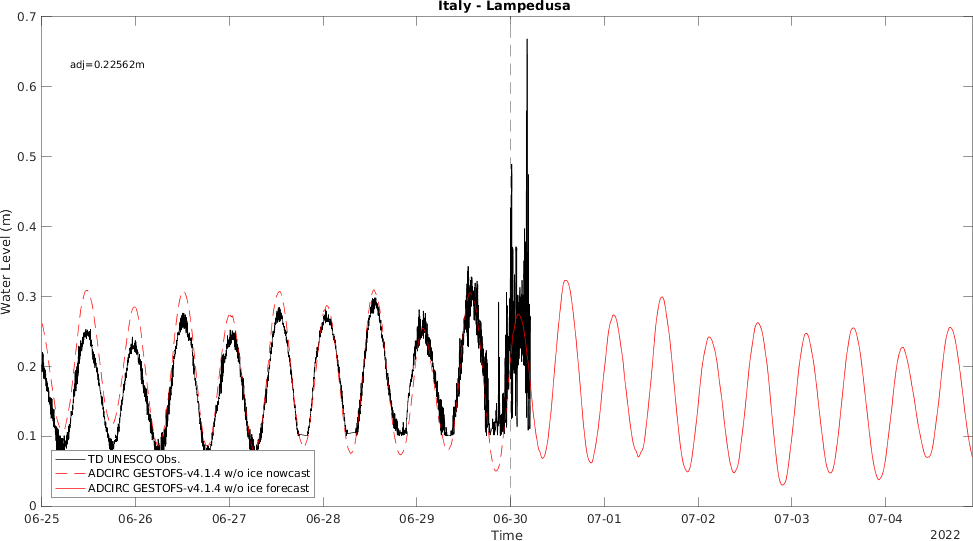 Italy - Lampedusa
adj=0.22562m
Water Level (m)
0.7
0.6
0.5
0.4
0.3
0.2
0.1
0
TD UNESCO Obs.
ADCIRC GESTOFS-v4.1.4 w/o ice nowcast
ADCIRC GESTOFS-v4.1.4 w/o ice forecast
06-25 06-26 06-27 06-28 06-29 06-30 07-01 07-02 07-03 07-04
Time
2022